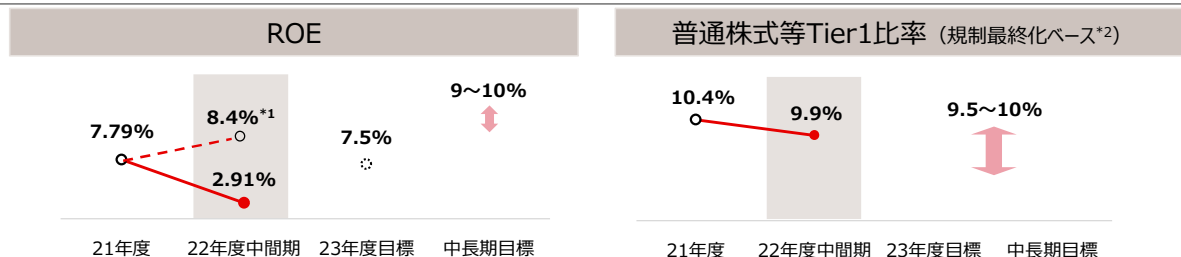 ROE
9～10%
8.4%*1
7.79%
7.5%
2.91%
21年度 22年度中間期 23年度目標 中長期目標
普通株式等Tier1比率（規制最終化ベース*2）
10.4%
9.9%
9.5～10%
21年度 22年度中間期 23年度目標 中長期目標